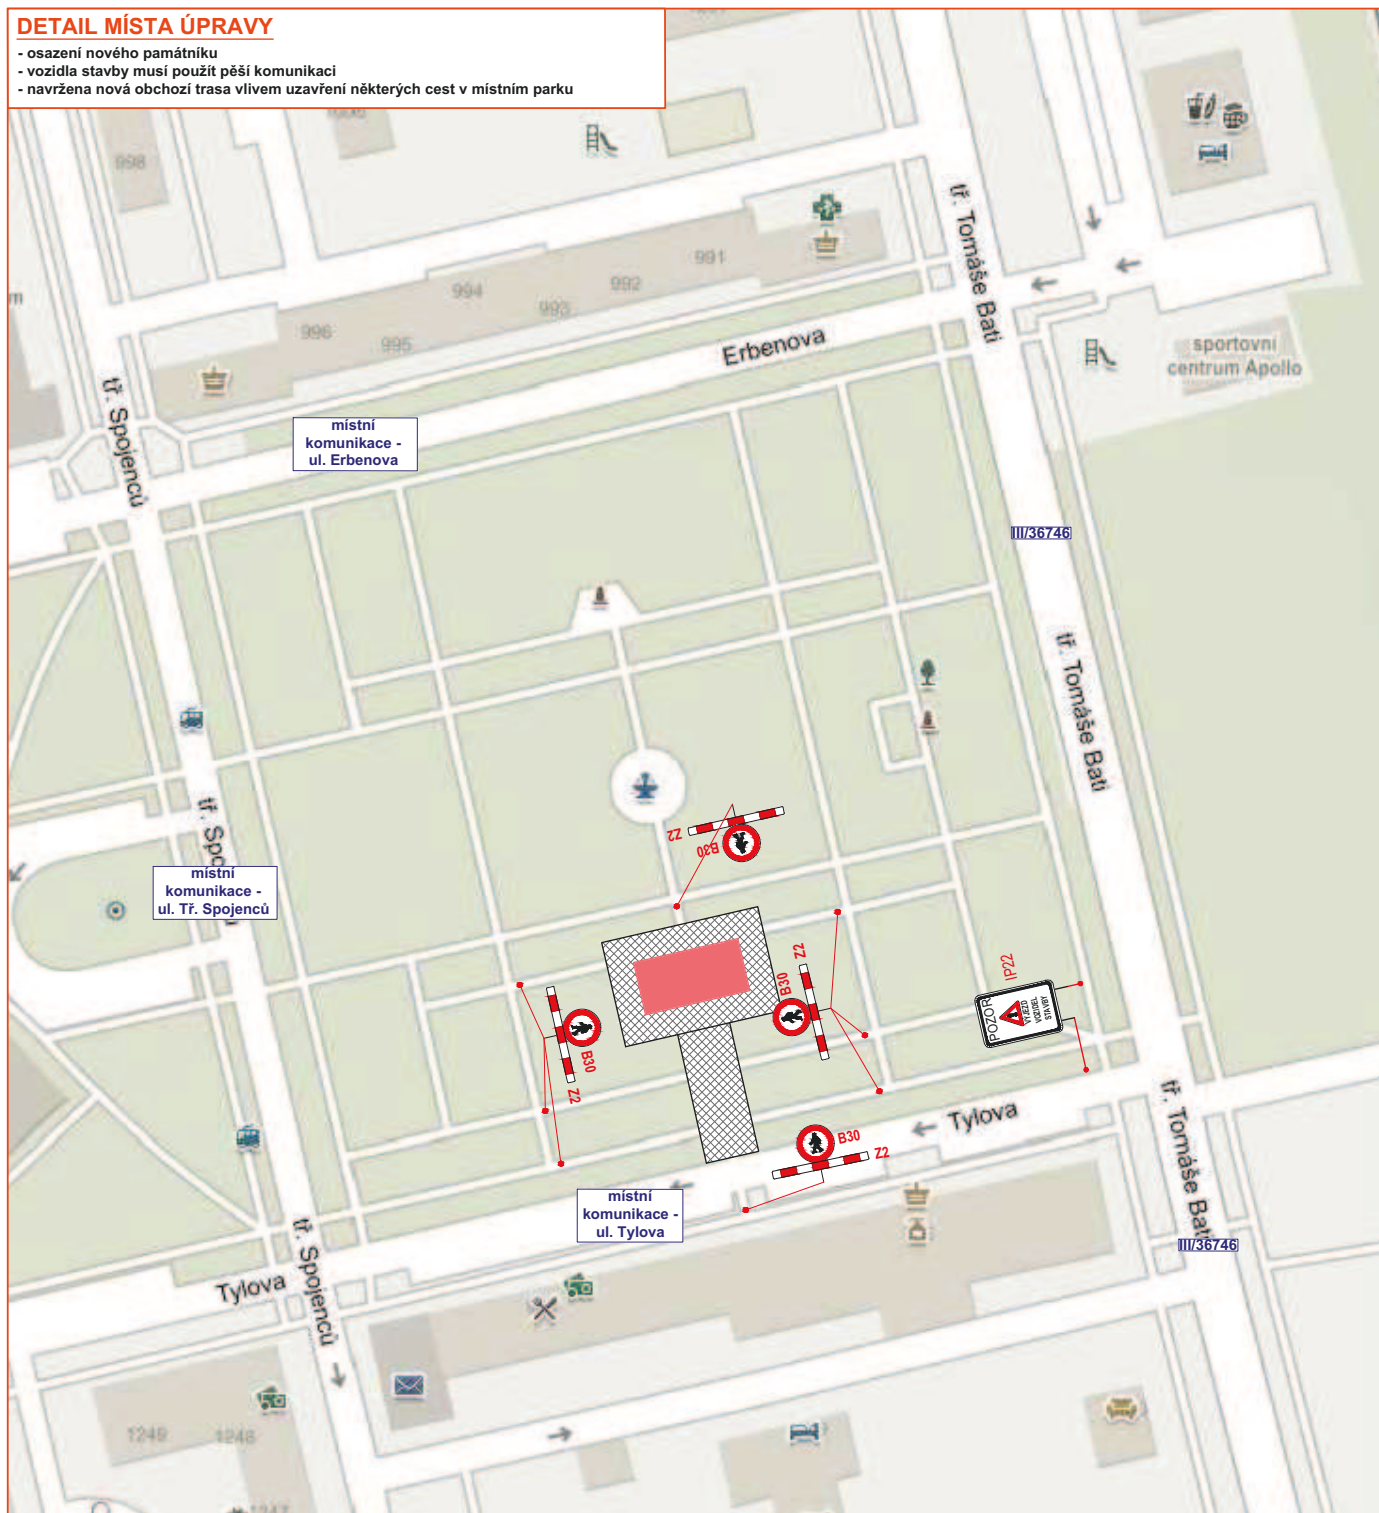 DETAIL MÍSTA ÚPRAVY
- osazení nového památníku
- vozidla stavby musí použít pěší komunikaci
- navržena nová obchozí trasa vlivem uzavření některých cest v místním parku
998
991
992
993
994
995
996
Erbenova
tř. Tomáše Bati
sportovní
centrum Apollo
tř. Spojenců
místní
komunikace -
ul. Erbenova
III/36746
tř. Tomáše Bati
místní
komunikace -
ul. Tř. Spojenců
Z2
B30
Z2
B30
B30
Z2
IP22
POZOR
VÝJEZD
VOZIDEL
STAVBY
Tylova
B30
Z2
místní
komunikace -
ul. Tylova
tř. Tomáše Bati
III/36746
Tylova
tř. Spojenců
1249
1248
1247